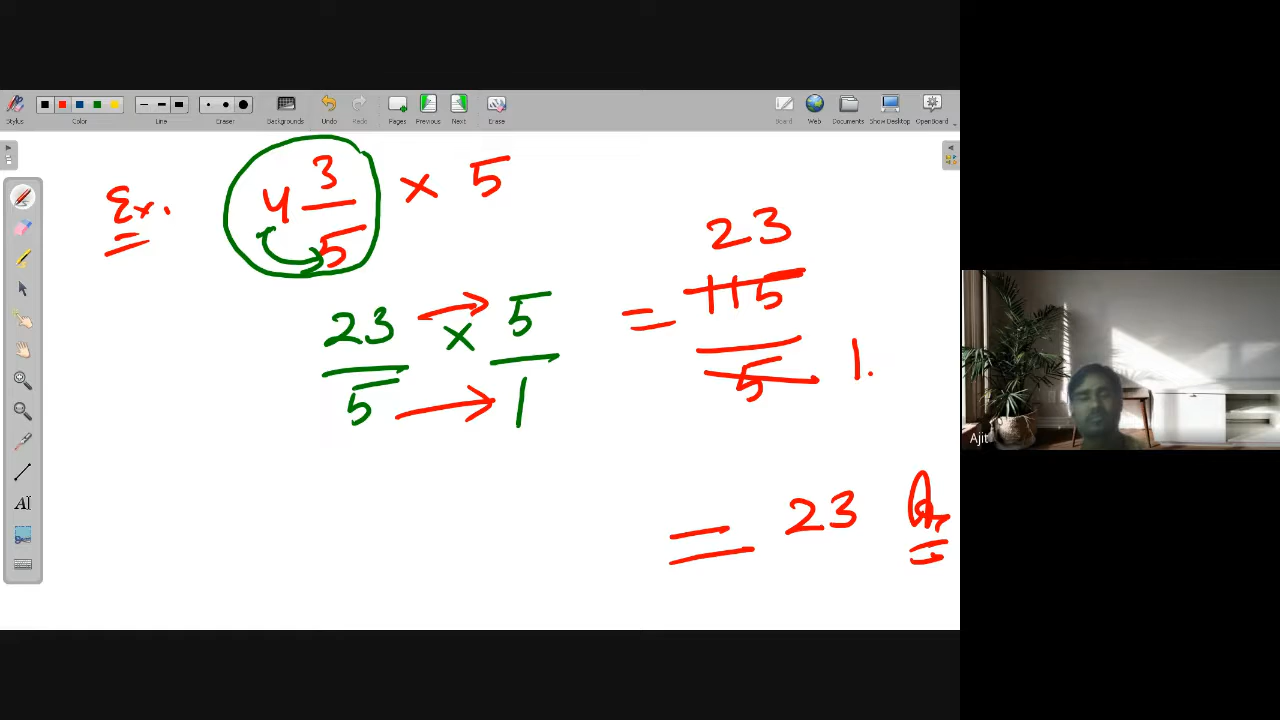 Stylus Color Line Eraser Backgrounds Undo Redo Pages Previous Next Erase Board Web Documents Show Desktop OpenBoard
Ex. 4 3/5 × 5
23/5 × 5/1 = 115/5
23
1.
= 23
AI
Ajit